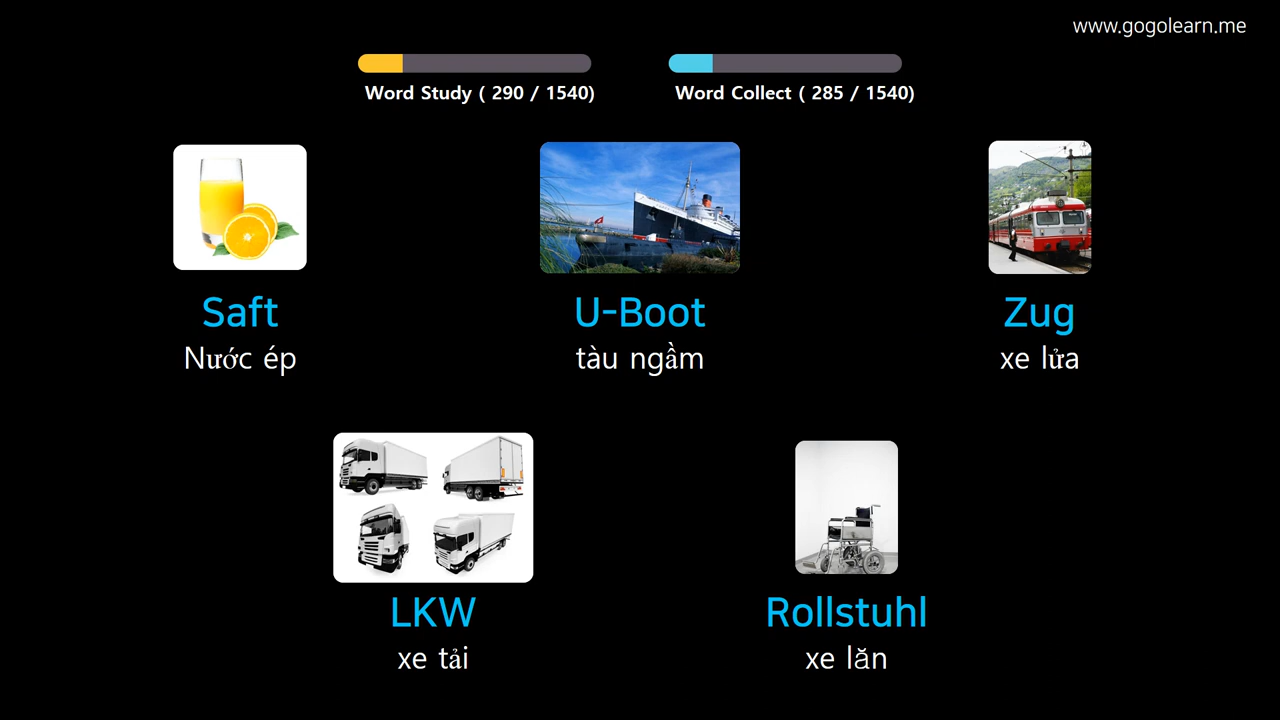 www.gogolearn.me
Word Study ( 290 / 1540)
Word Collect ( 285 / 1540)
Saft
Nước ép
U-Boot
tàu ngầm
Zug
xe lửa
LKW
xe tải
Rollstuhl
xe lăn